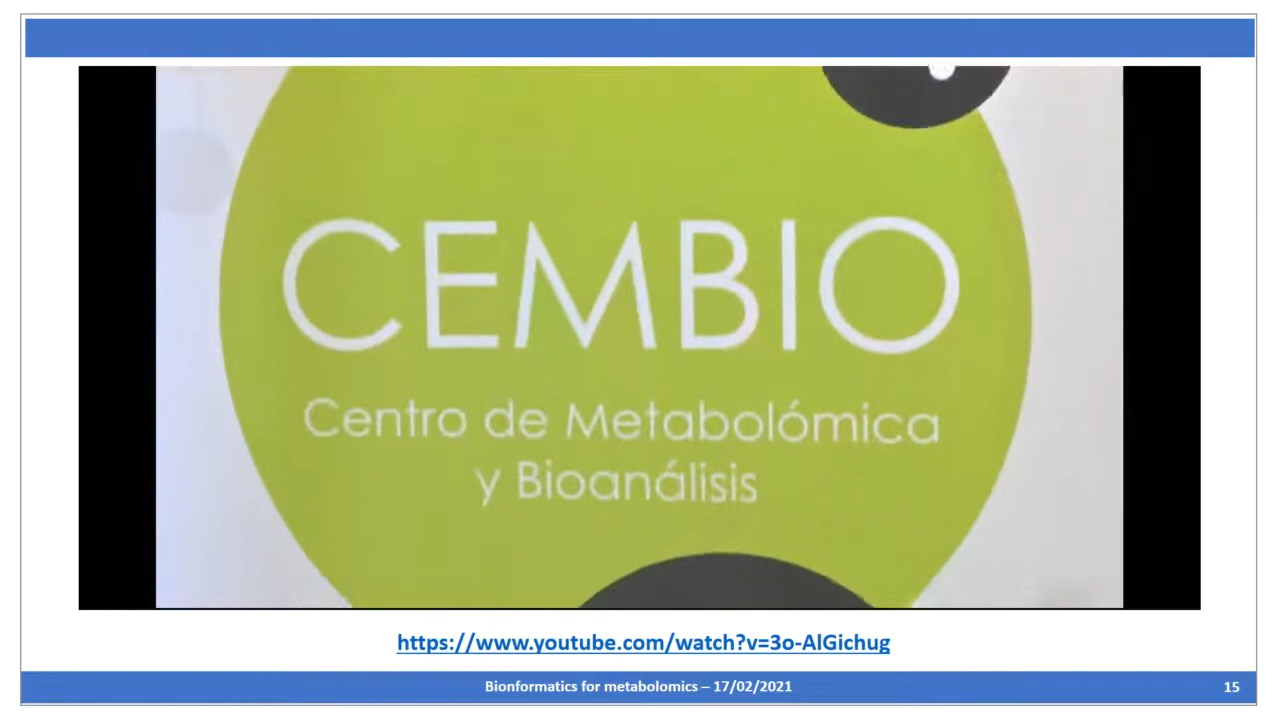 CEMBIO
Centro de Metabolómica
y Bioanálisis
https://www.youtube.com/watch?v=3o-AlGichug
Bionformatics for metabolomics – 17/02/2021
15